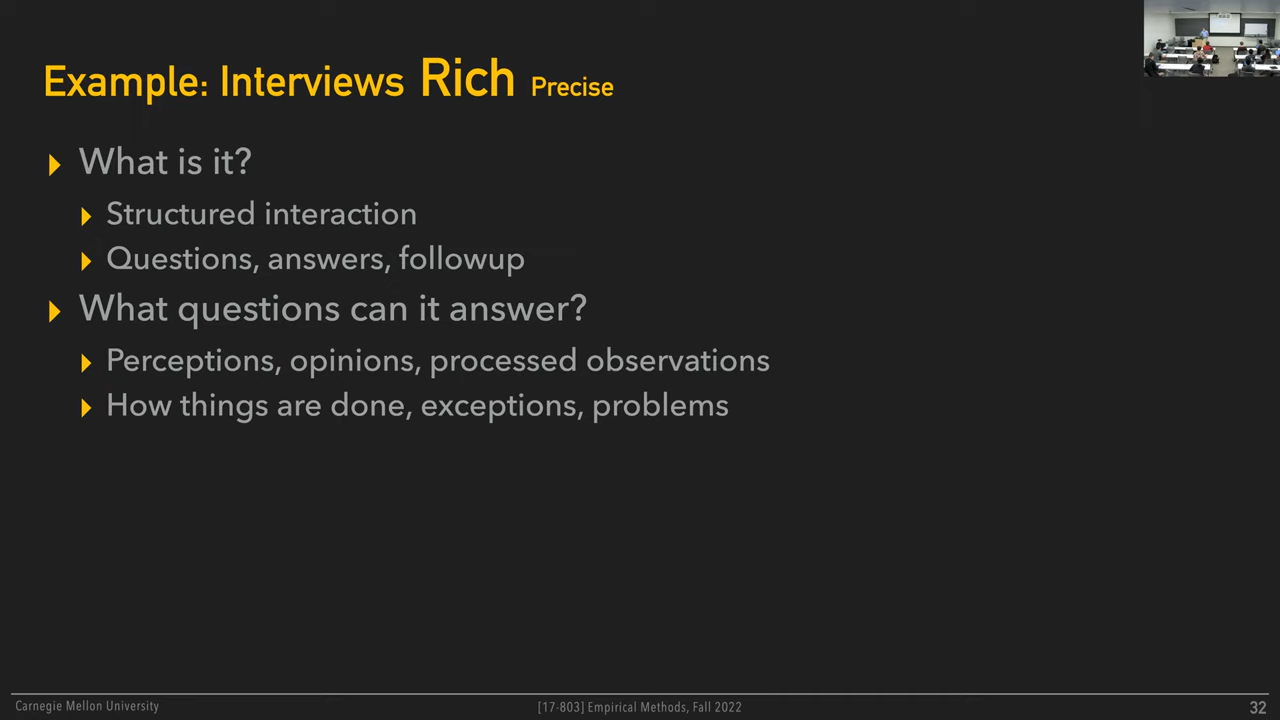 Example: Interviews Rich Precise
What is it?
Structured interaction
Questions, answers, followup
What questions can it answer?
Perceptions, opinions, processed observations
How things are done, exceptions, problems
Carnegie Mellon University
[17-803] Empirical Methods, Fall 2022
32